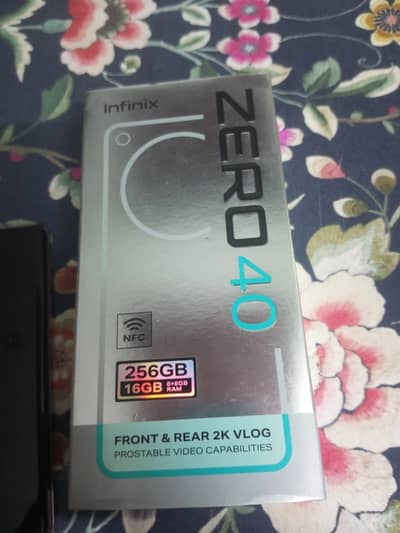 Infinix
ZERO 40
NFC
256GB
16GB 8+8GB RAM
FRONT & REAR 2K VLOG
PROSTABLE VIDEO CAPABILITIES